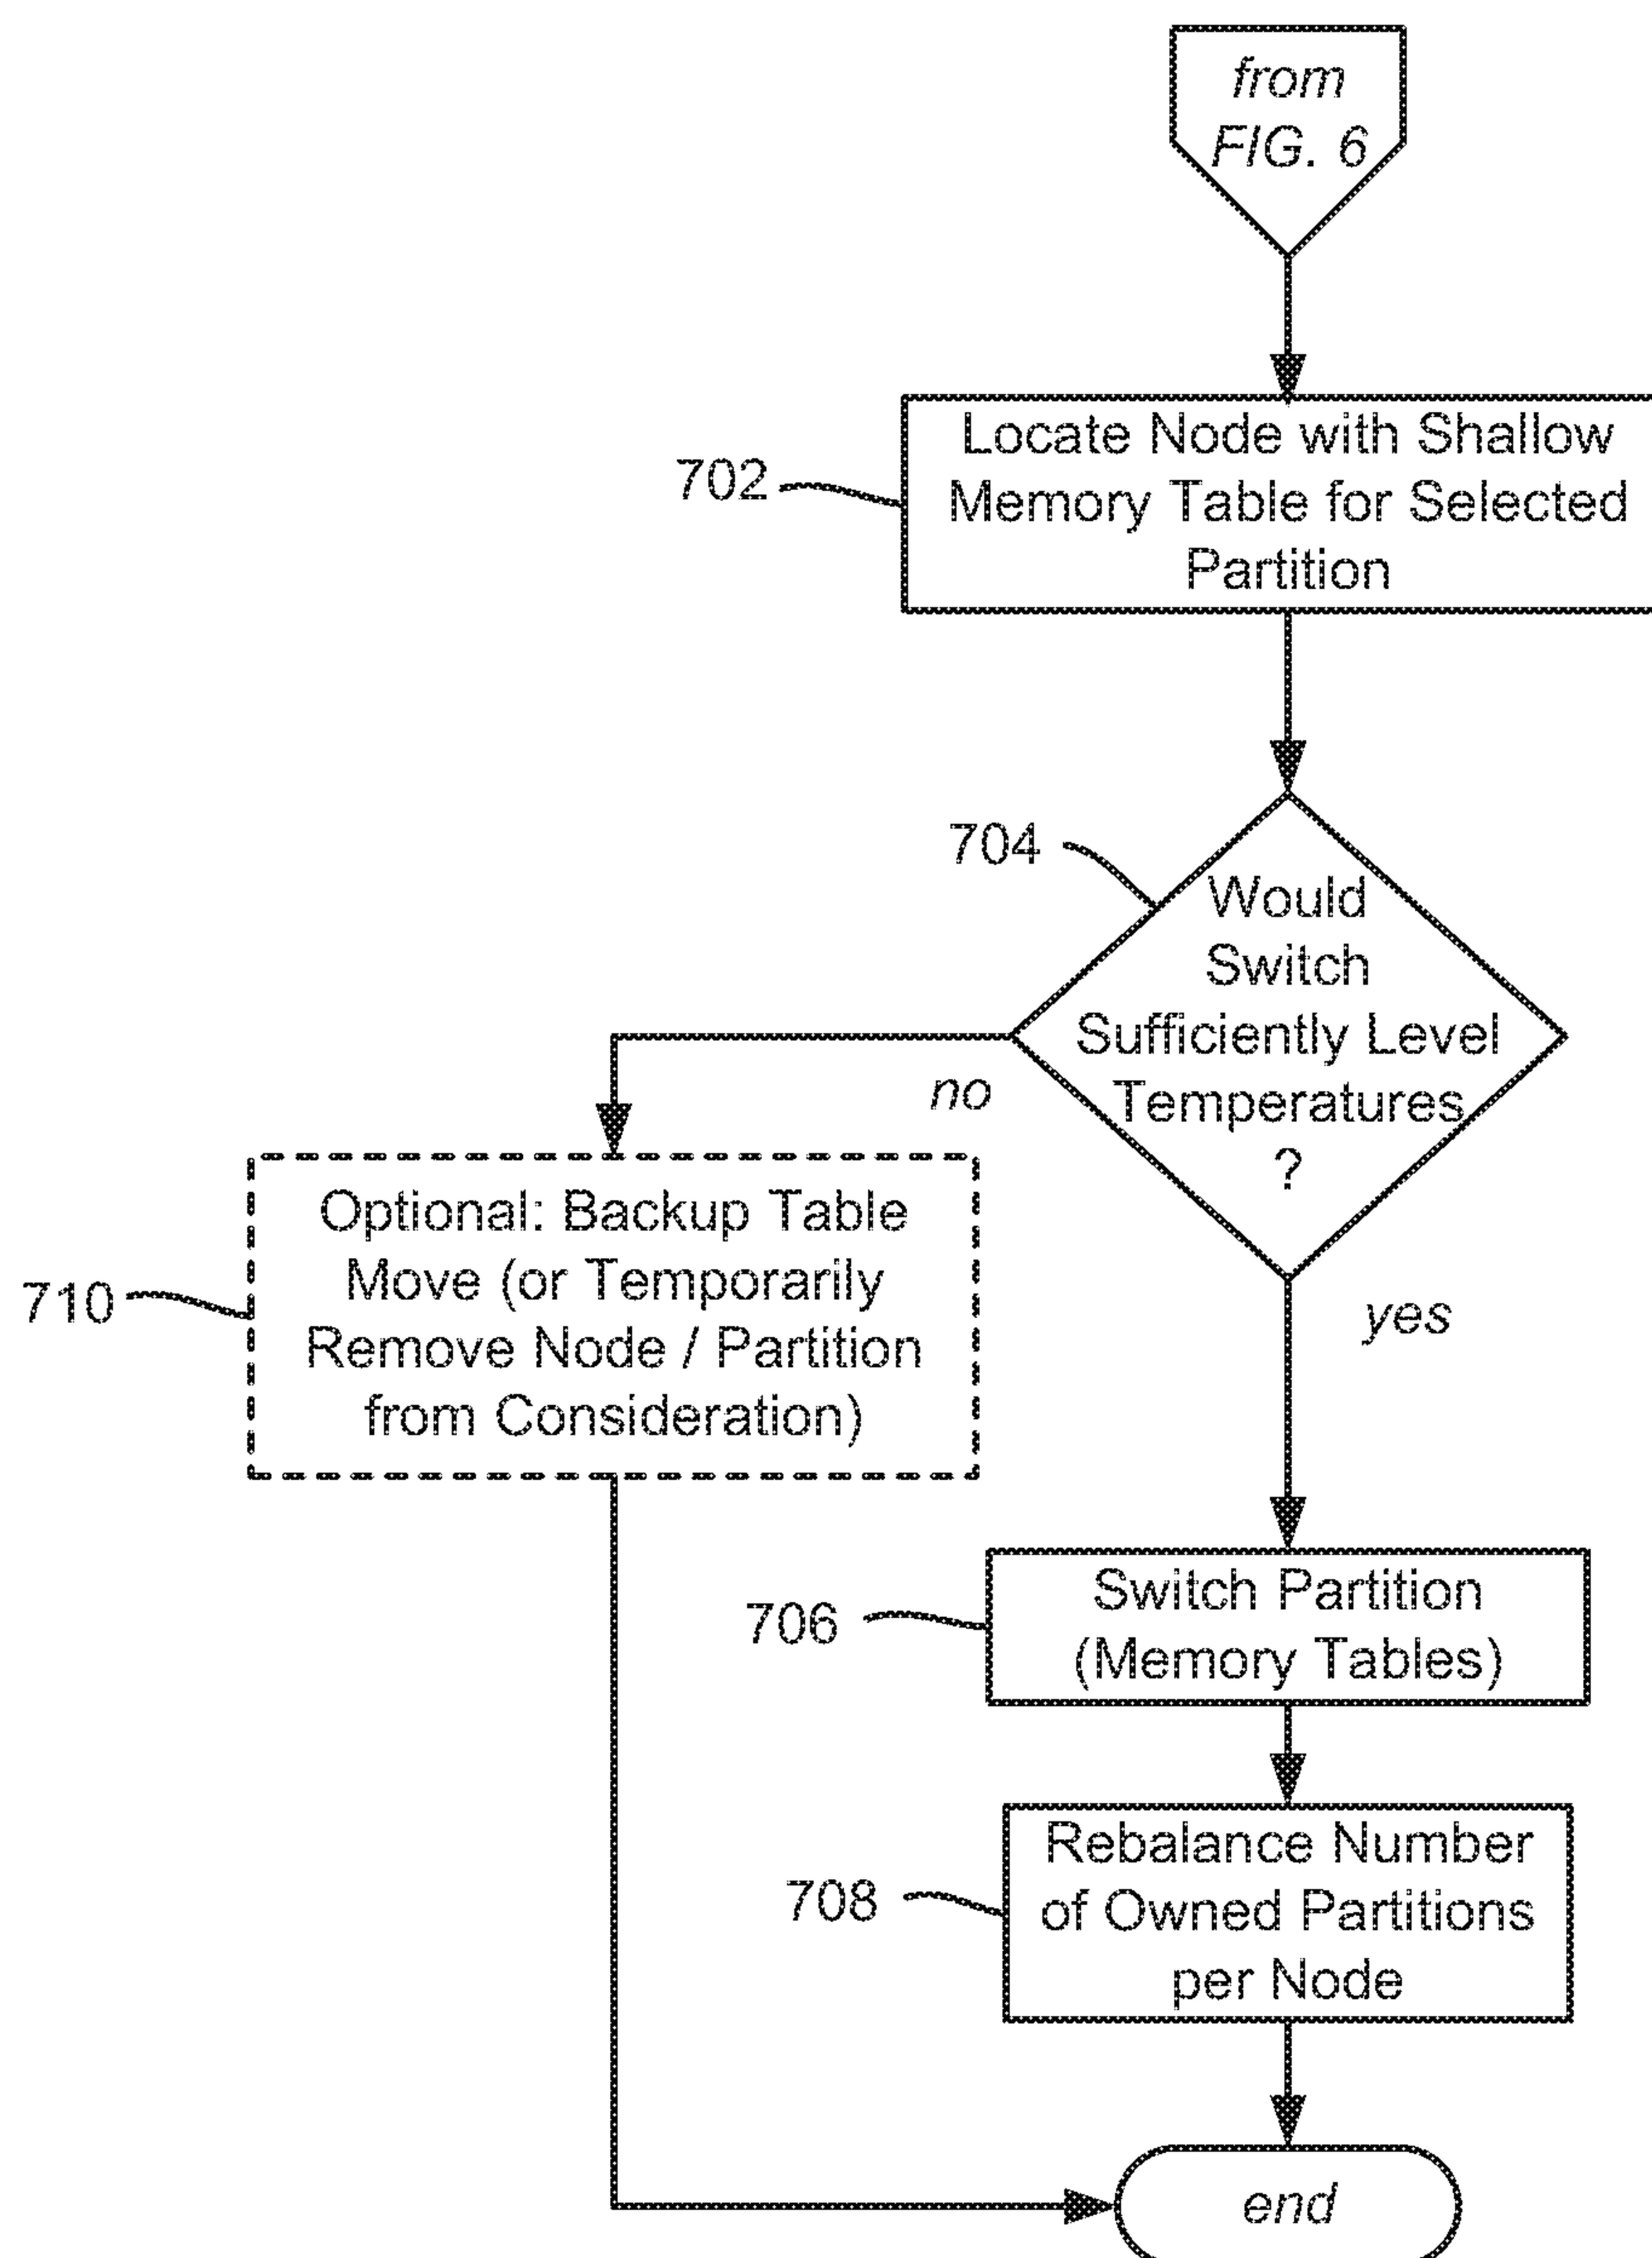 from
FIG. 6
702
Locate Node with Shallow
Memory Table for Selected
Partition
704
Would
Switch
Sufficiently Level
Temperatures
?
no
yes
710
Optional: Backup Table
Move (or Temporarily
Remove Node / Partition
from Consideration)
706
Switch Partition
(Memory Tables)
708
Rebalance Number
of Owned Partitions
per Node
end